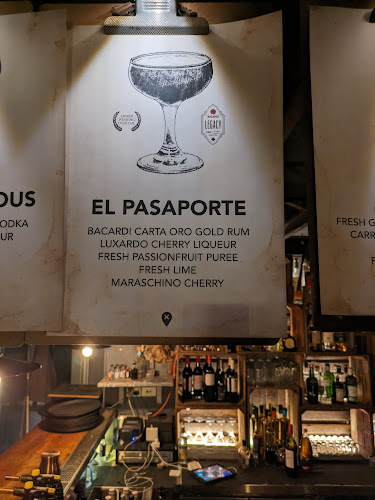 LEGACY
EL PASAPORTE
BACARDI CARTA ORO GOLD RUM
LUXARDO CHERRY LIQUEUR
FRESH PASSIONFRUIT PUREE
FRESH LIME
MARASCHINO CHERRY
OUS
ODKA
UR
FRESH G
CARR
F